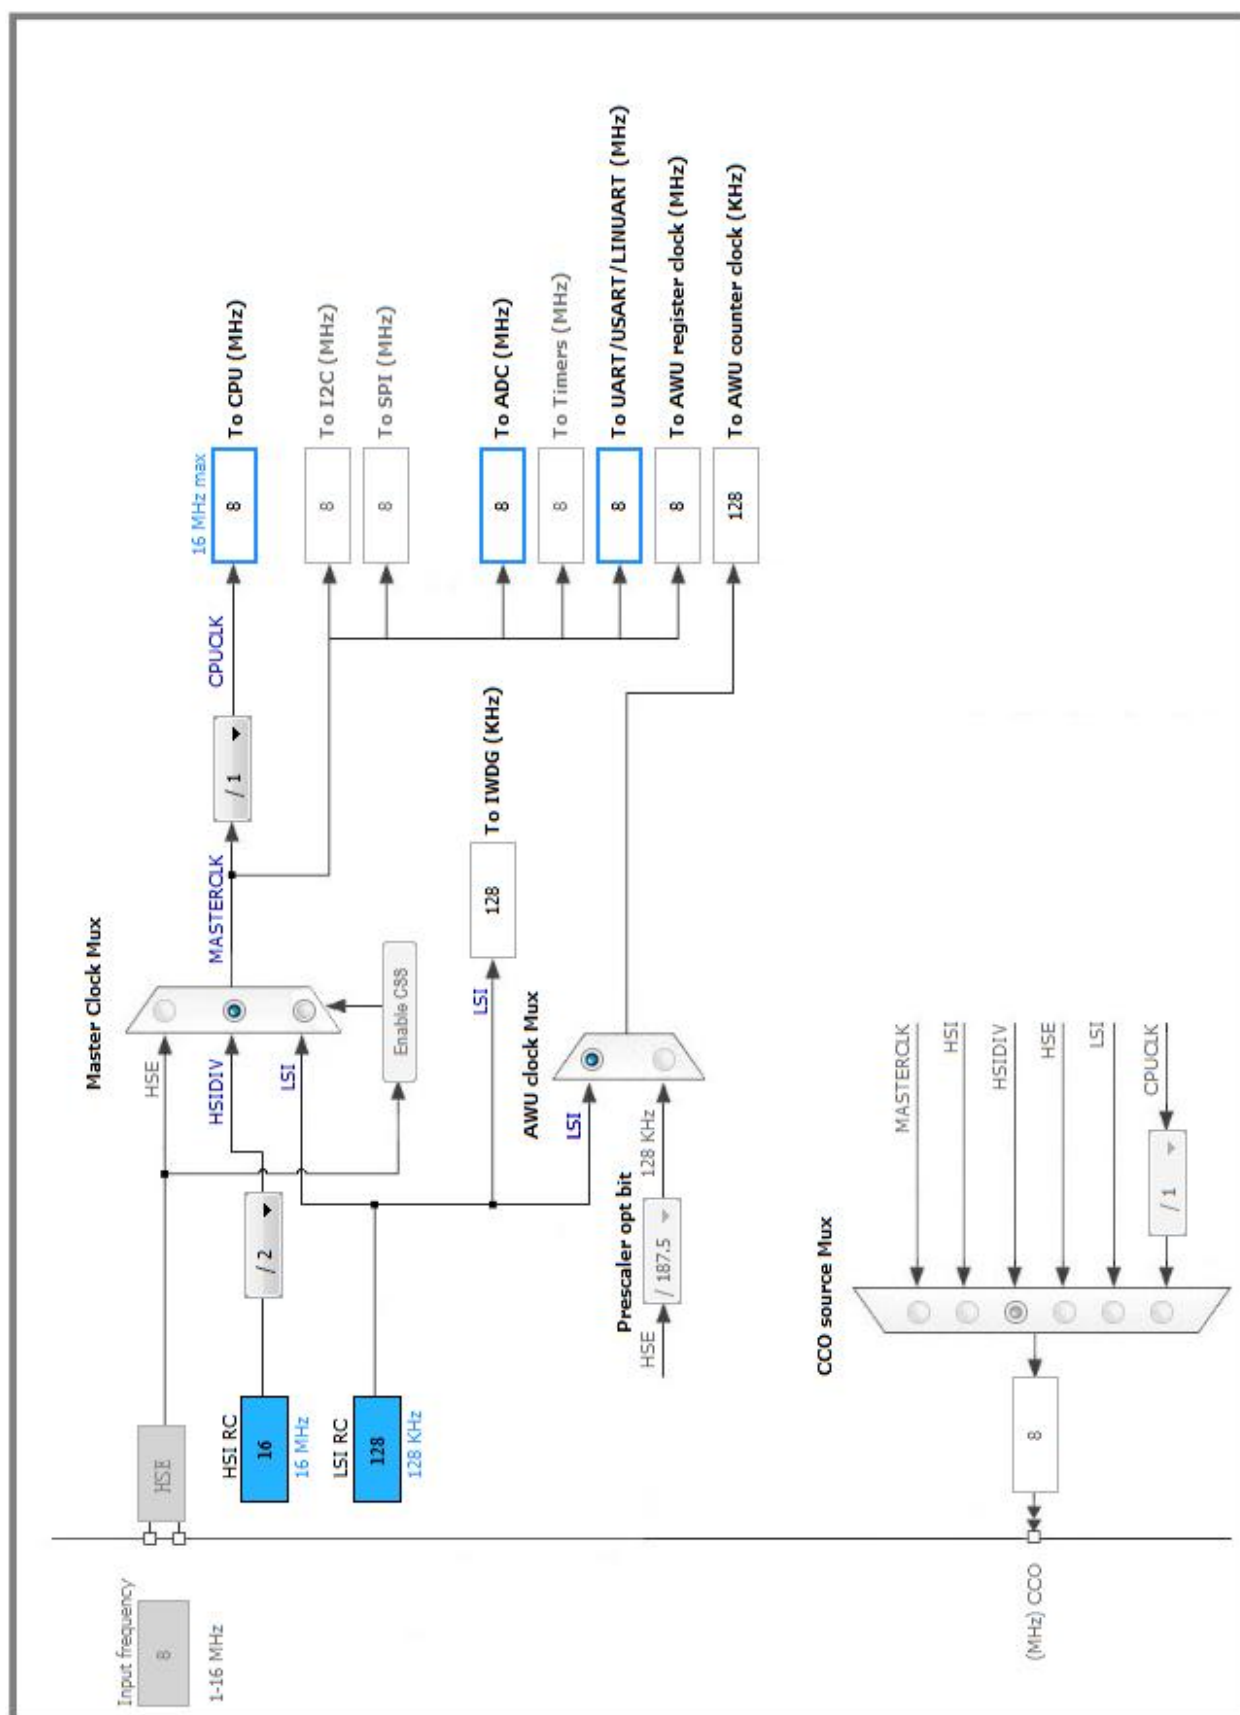 Input frequency
8
1-16 MHz
HSE
HSI RC
16
16 MHz
LSI RC
128
128 KHz
/ 2
HSE
HSIDIV
LSI
Master Clock Mux
Enable CSS
MASTERCLK
/ 1
CPUCLK
16 MHz max
8
To CPU (MHz)
8
To I2C (MHz)
8
To SPI (MHz)
8
To ADC (MHz)
8
To Timers (MHz)
8
To UART/USART/LINUART (MHz)
8
To AWU register clock (MHz)
128
To AWU counter clock (KHz)
LSI
128
To IWDG (KHz)
AWU clock Mux
LSI
128 KHz
Prescaler opt bit
HSE
/ 187.5
(MHz) CCO
8
CCO source Mux
MASTERCLK
HSI
HSIDIV
HSE
LSI
/ 1
CPUCLK